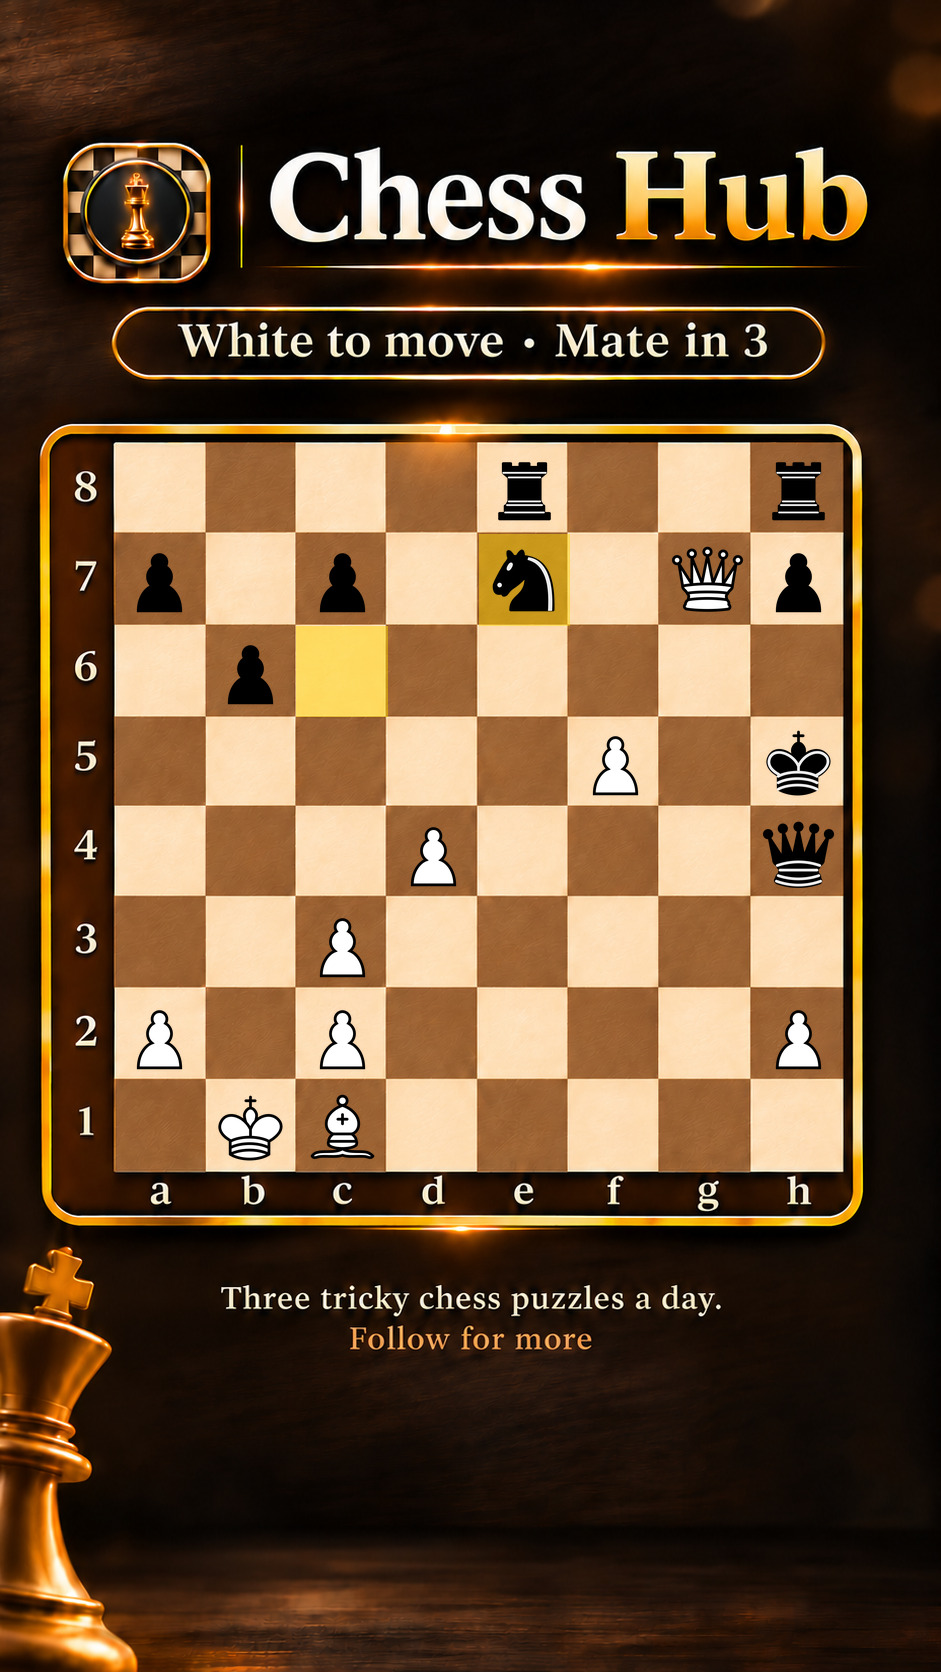 Chess Hub
White to move • Mate in 3
8
7
6
5
4
3
2
1
a b c d e f g h
Three tricky chess puzzles a day.
Follow for more